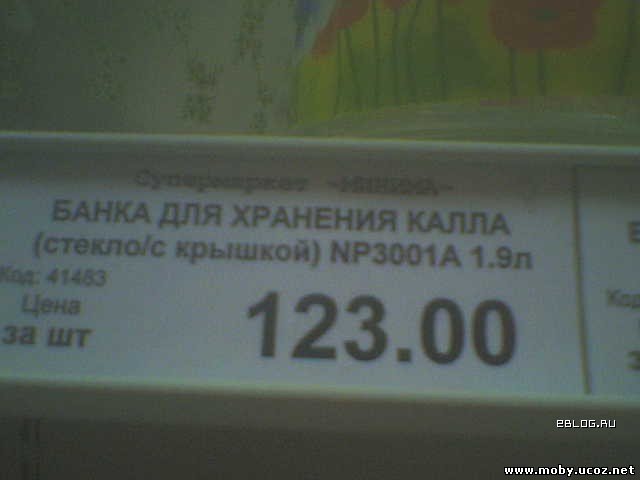 Супермаркет
БАНКА ДЛЯ ХРАНЕНИЯ КАЛЛА
(стекло/с крышкой) NP3001A 1.9л
Код: 41483
Цена
за шт
123.00
EBLOG.RU
www.moby.ucoz.net